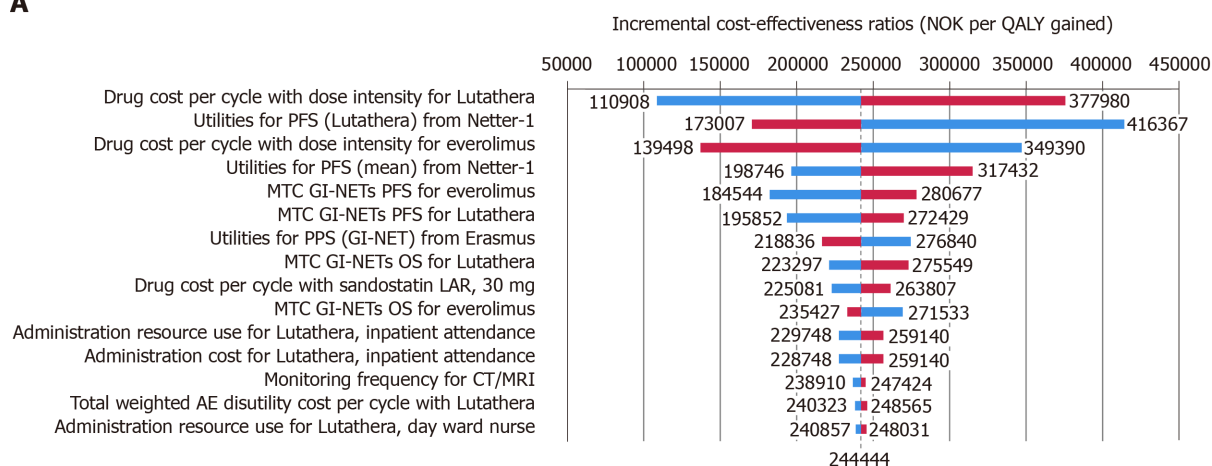 A
Incremental cost-effectiveness ratios (NOK per QALY gained)
50000 100000 150000 200000 250000 300000 350000 400000 450000
Drug cost per cycle with dose intensity for Lutathera 110908 377980
Utilities for PFS (Lutathera) from Netter-1 173007 416367
Drug cost per cycle with dose intensity for everolimus 139498 349390
Utilities for PFS (mean) from Netter-1 198746 317432
MTC GI-NETs PFS for everolimus 184544 280677
MTC GI-NETs PFS for Lutathera 195852 272429
Utilities for PPS (GI-NET) from Erasmus 218836 276840
MTC GI-NETs OS for Lutathera 223297 275549
Drug cost per cycle with sandostatin LAR, 30 mg 225081 263807
MTC GI-NETs OS for everolimus 235427 271533
Administration resource use for Lutathera, inpatient attendance 229748 259140
Administration cost for Lutathera, inpatient attendance 228748 259140
Monitoring frequency for CT/MRI 238910 247424
Total weighted AE disutility cost per cycle with Lutathera 240323 248565
Administration resource use for Lutathera, day ward nurse 240857 248031
244444